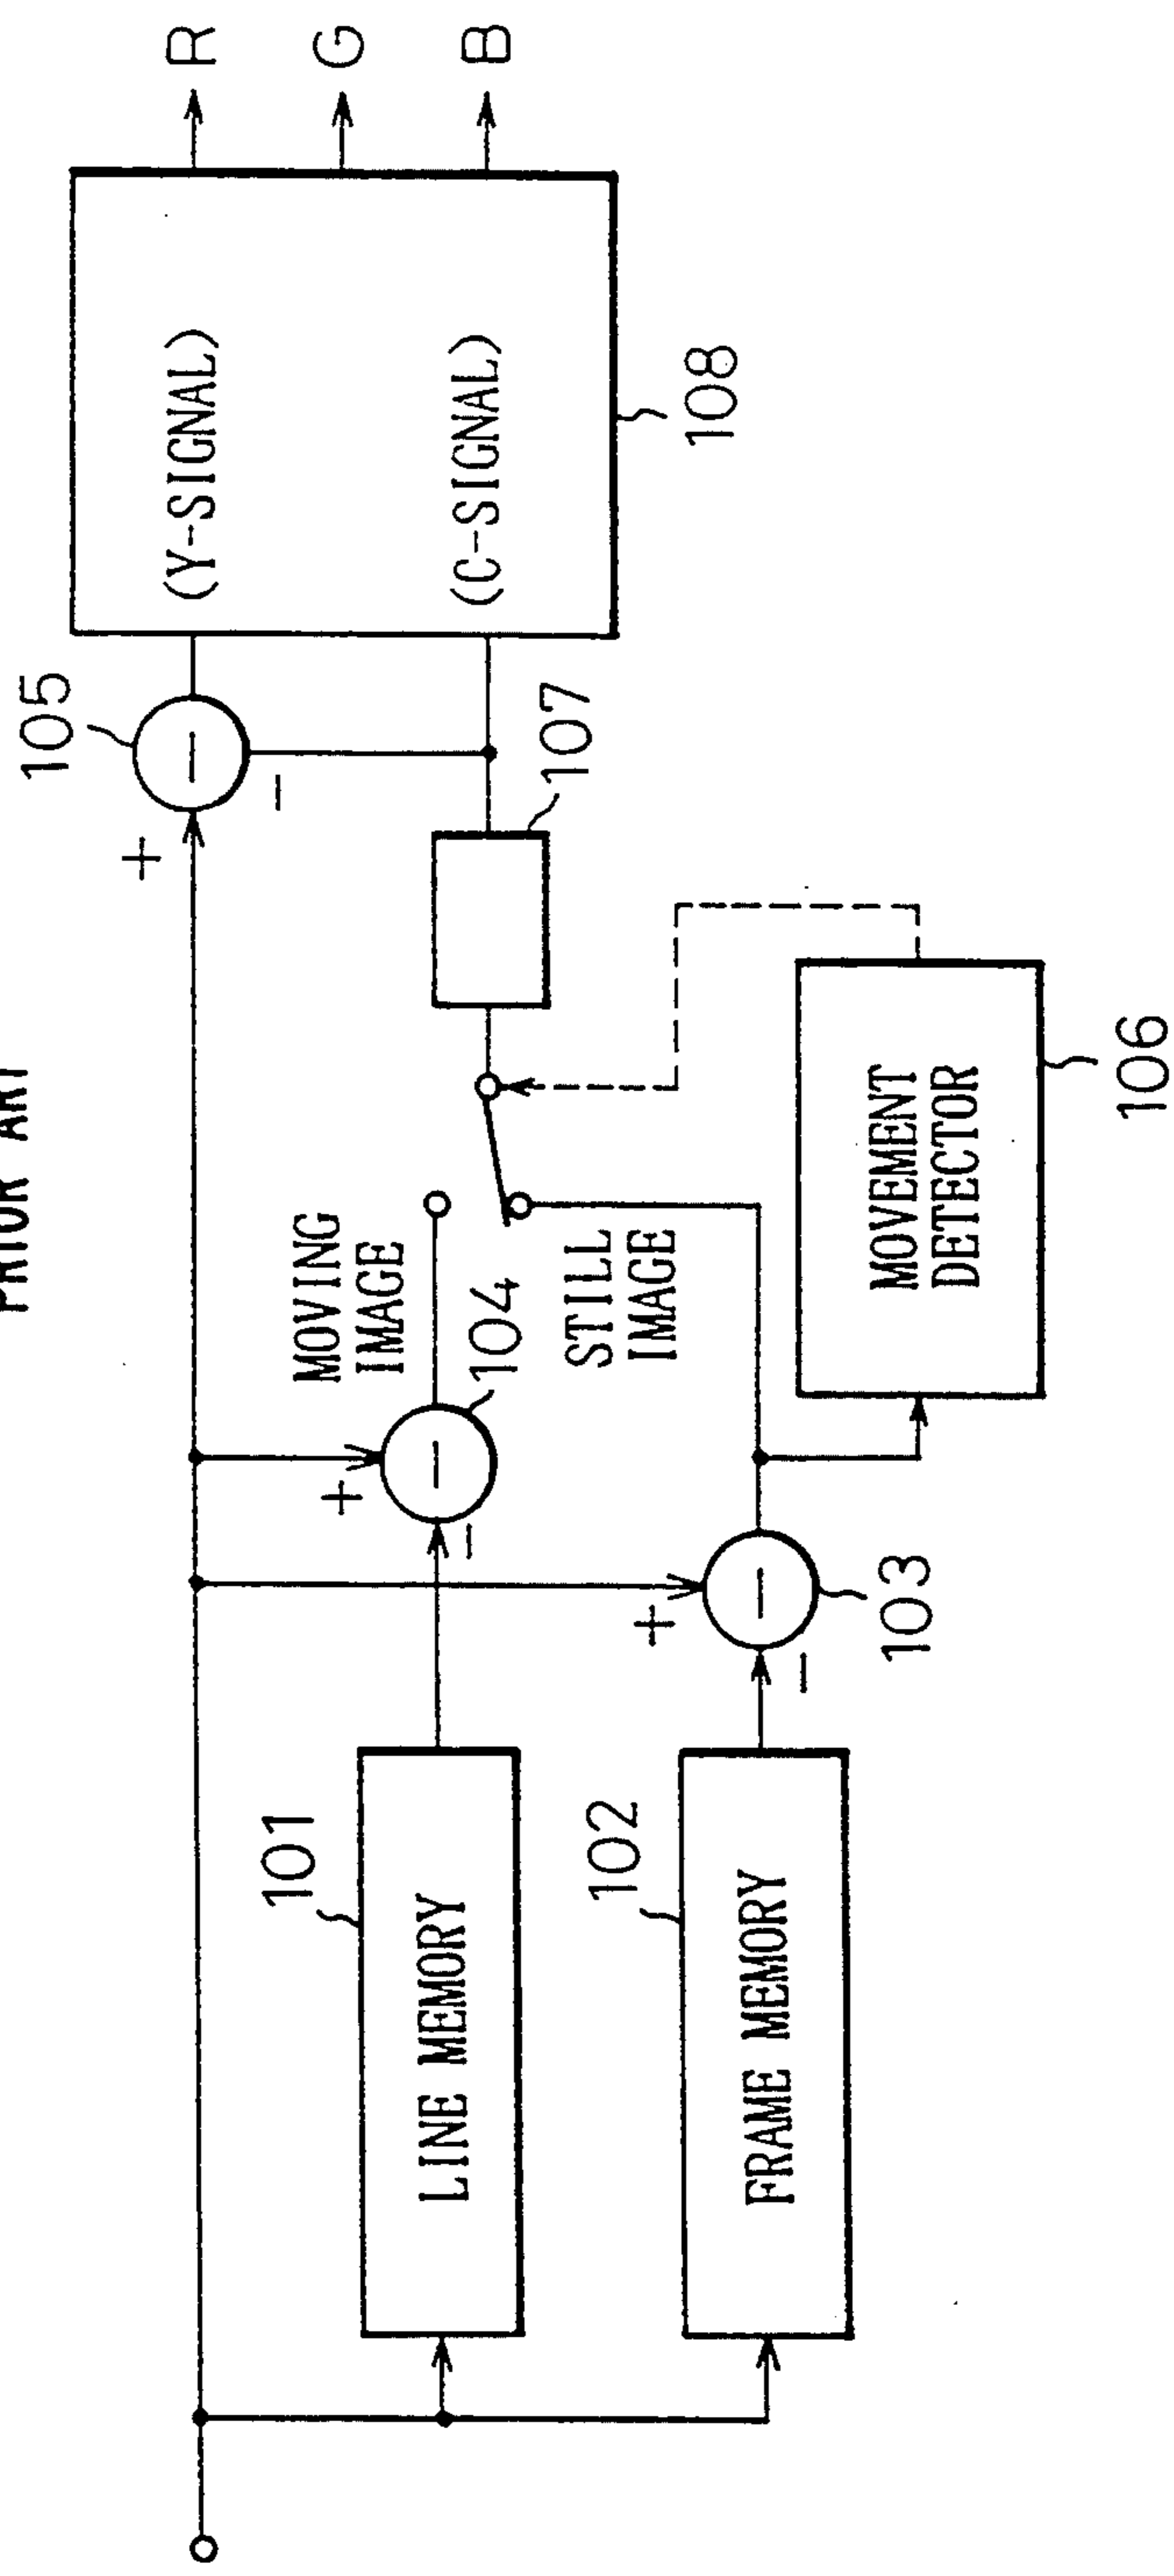 PRIOR ART
105
+
−
−
(Y-SIGNAL)
(C-SIGNAL)
R
G
B
108
107
MOVING
IMAGE
104
+
−
−
STILL
IMAGE
101
LINE MEMORY
102
FRAME MEMORY
+
−
−
103
MOVEMENT
DETECTOR
106